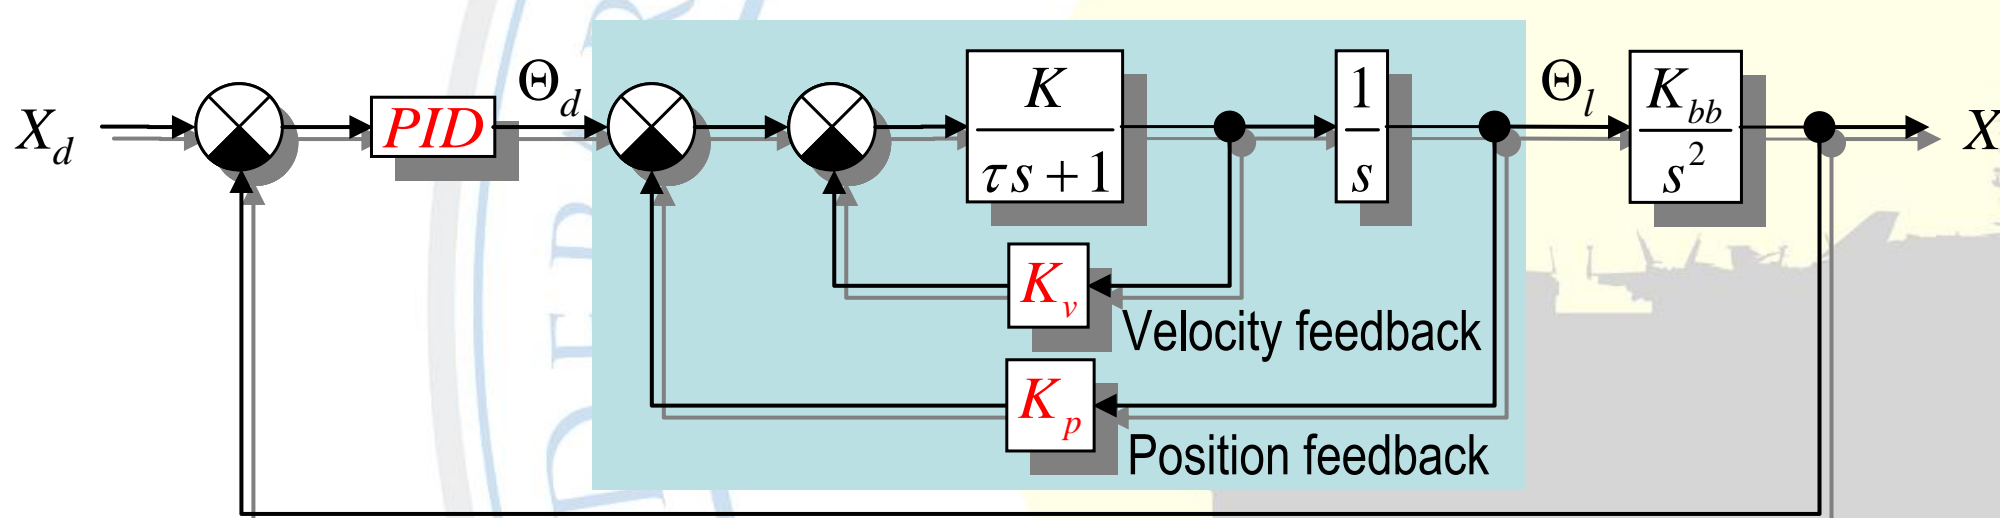 X_d PID Θ_d K/(τs+1) 1/s Θ_l K_bb/s^2 X
K_v
Velocity feedback
K_p
Position feedback